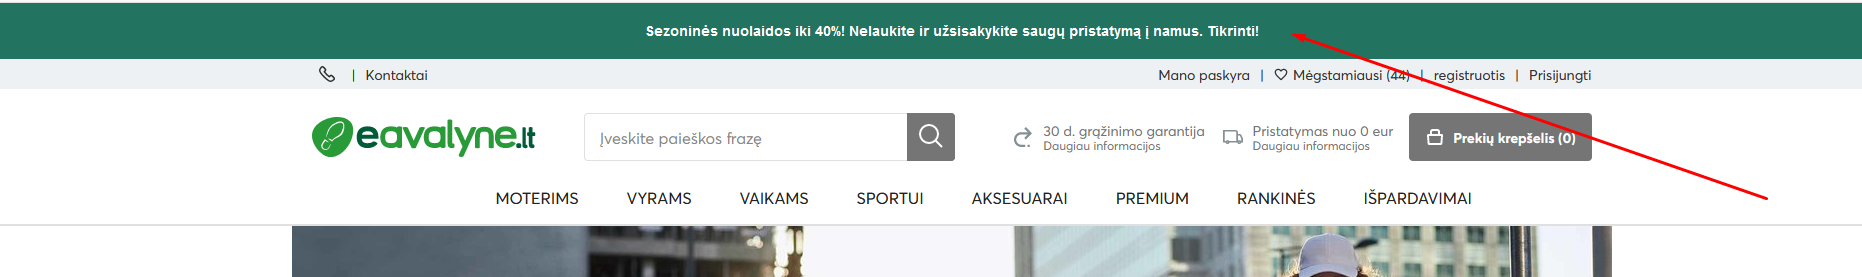 Sezoninės nuolaidos iki 40%! Nelaukite ir užsisakykite saugų pristatymą į namus. Tikrinti!
| Kontaktai
Mano paskyra | Mėgstamiausi (44) | registruotis | Prisijungti
eavalyne.lt
Įveskite paieškos frazę
30 d. grąžinimo garantija
Daugiau informacijos
Pristatymas nuo 0 eur
Daugiau informacijos
Prekių krepšelis (0)
MOTERIMS VYRAMS VAIKAMS SPORTUI AKSESUARAI PREMIUM RANKINĖS IŠPARDAVIMAI